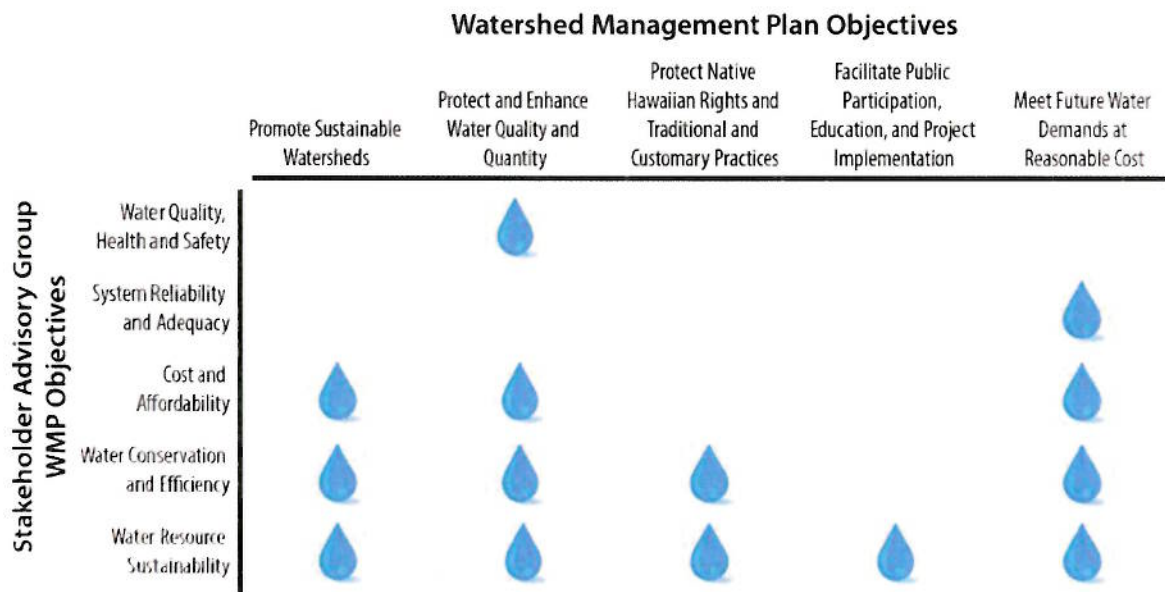 Watershed Management Plan Objectives
Promote Sustainable
Watersheds
Protect and Enhance
Water Quality and
Quantity
Protect Native
Hawaiian Rights and
Traditional and
Customary Practices
Facilitate Public
Participation,
Education, and Project
Implementation
Meet Future Water
Demands at
Reasonable Cost
Stakeholder Advisory Group
WMP Objectives
Water Quality,
Health and Safety
System Reliability
and Adequacy
Cost and
Affordability
Water Conservation
and Efficiency
Water Resource
Sustainability